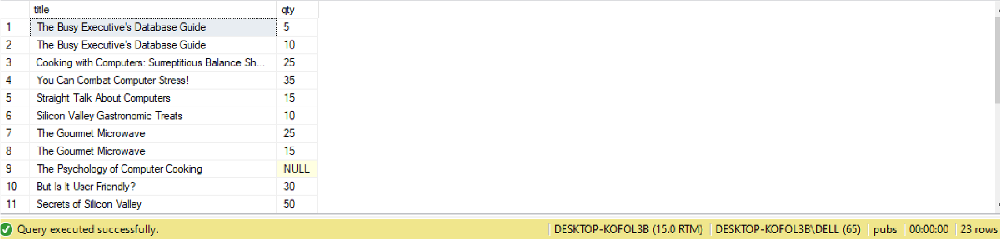 title qty
1 The Busy Executive's Database Guide 5
2 The Busy Executive's Database Guide 10
3 Cooking with Computers: Surreptitious Balance Sh... 25
4 You Can Combat Computer Stress! 35
5 Straight Talk About Computers 15
6 Silicon Valley Gastronomic Treats 10
7 The Gourmet Microwave 25
8 The Gourmet Microwave 15
9 The Psychology of Computer Cooking NULL
10 But Is It User Friendly? 30
11 Secrets of Silicon Valley 50
Query executed successfully. DESKTOP-KOFOL3B (15.0 RTM) DESKTOP-KOFOL3B\DELL (65) pubs 00:00:00 23 rows